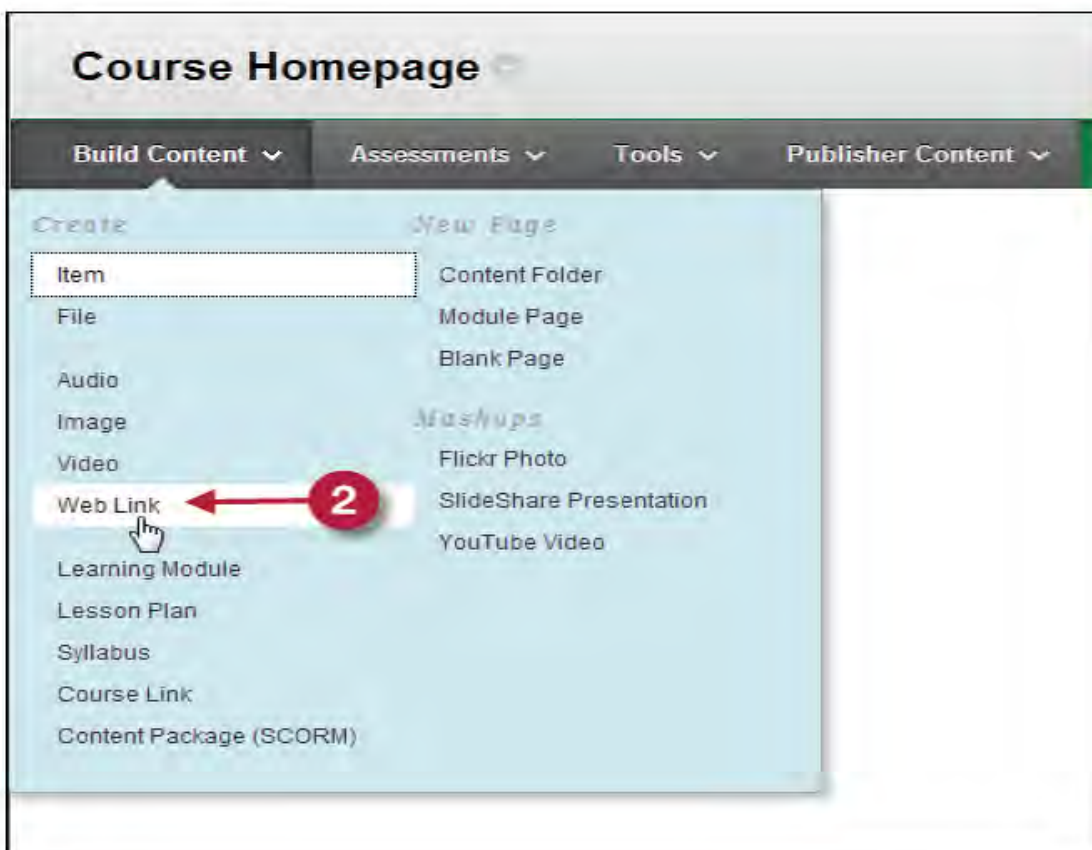 Course Homepage
Build Content Assessments Tools Publisher Content
Create
Item
File
Audio
Image
Video
Web Link
2
Learning Module
Lesson Plan
Syllabus
Course Link
Content Package (SCORM)
New Page
Content Folder
Module Page
Blank Page
Mashups
Flickr Photo
SlideShare Presentation
YouTube Video